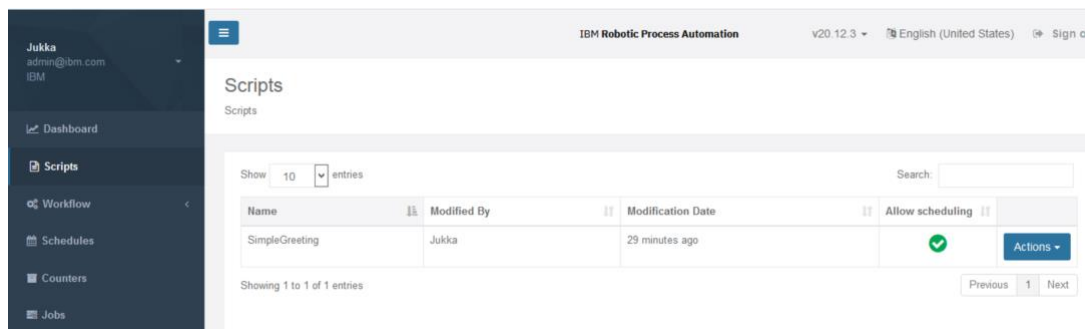 Jukka
admin@ibm.com
IBM
Dashboard
Scripts
Workflow
Schedules
Counters
Jobs
IBM Robotic Process Automation v20.12.3 English (United States) Sign o
Scripts
Scripts
Show 10 entries Search:
Name Modified By Modification Date Allow scheduling
SimpleGreeting Jukka 29 minutes ago Actions
Showing 1 to 1 of 1 entries Previous 1 Next